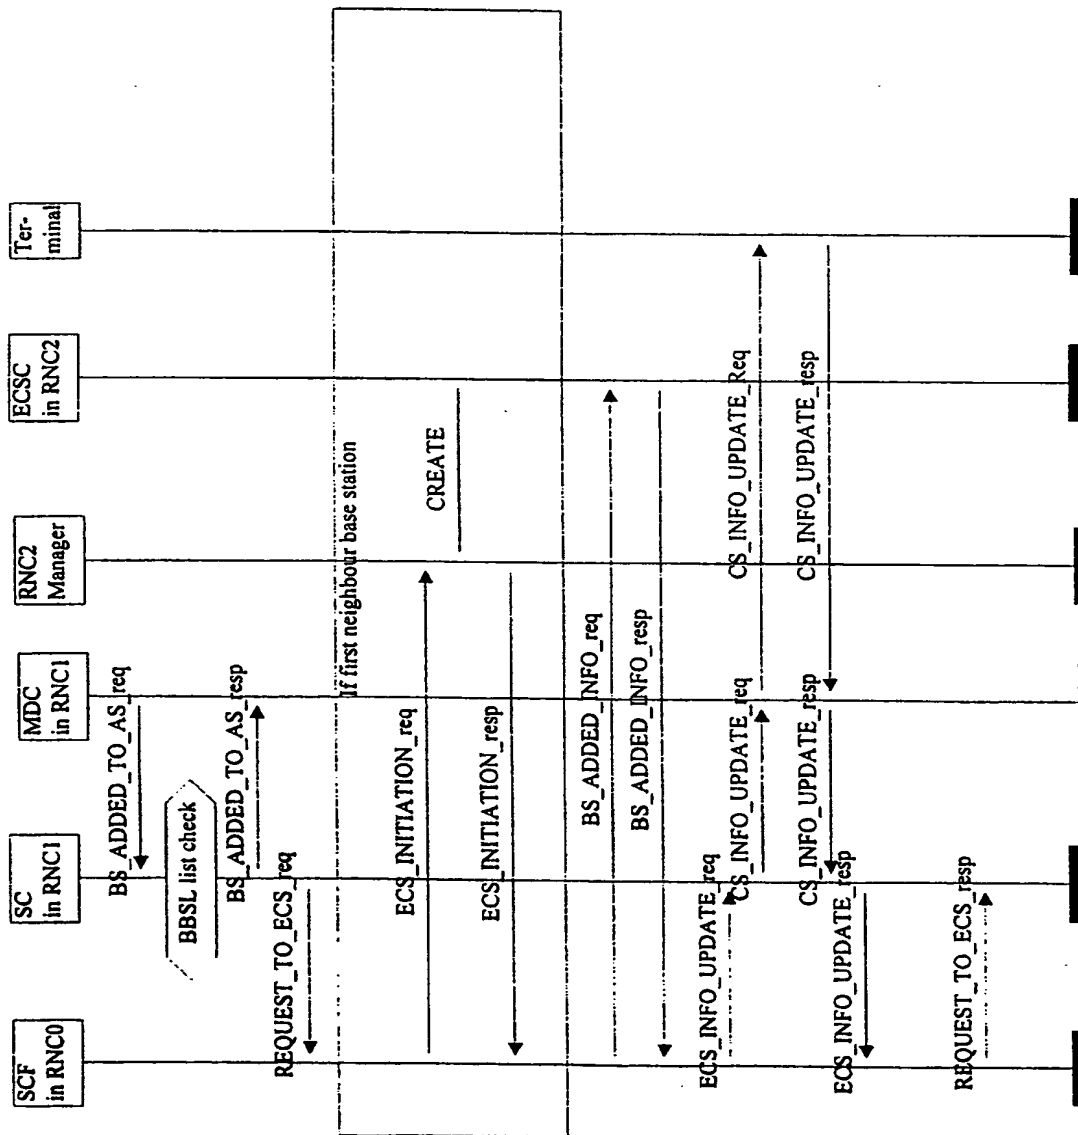 SCF
in RNC0
SC
in RNC1
MDC
in RNC1
RNC2
Manager
ECSC
in RNC2
Ter-
minal
BS_ADDED_TO_AS_req
BBSL list check
BS_ADDED_TO_AS_resp
REQUEST_TO_ECS_req
If first neighbour base station
ECS_INITIATION_req
CREATE
ECS_INITIATION_resp
BS_ADDED_INFO_req
BS_ADDED_INFO_resp
ECS_INFO_UPDATE_req
CS_INFO_UPDATE_req
CS_INFO_UPDATE_Req
CS_INFO_UPDATE_resp
CS_INFO_UPDATE_resp
ECS_INFO_UPDATE_resp
REQUEST_TO_ECS_resp